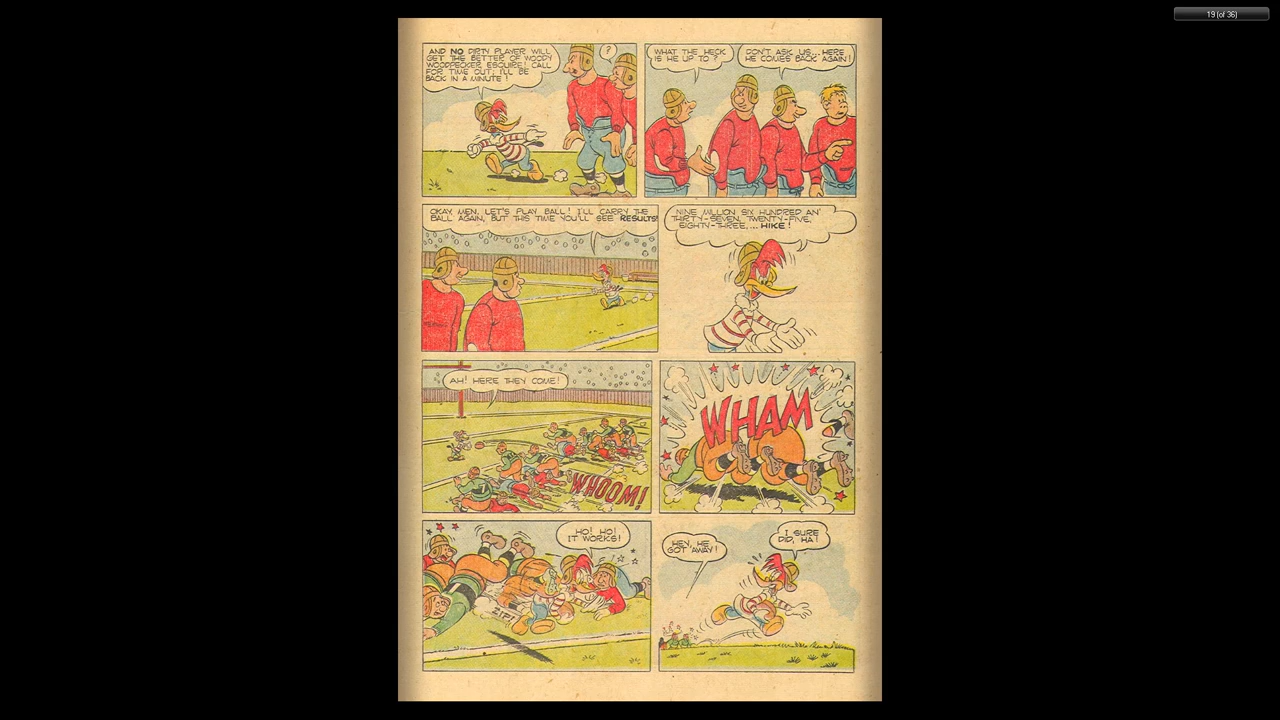 19 (of 36)
AND NO DIRTY PLAYER WILL
GET THE BETTER OF WOODY
WOODPECKER ESQUIRE! CALL
FOR TIME OUT; I'LL BE
BACK IN A MINUTE!
?
WHAT THE HECK
IS HE UP TO?
DON'T ASK US... HERE
HE COMES BACK AGAIN!
OKAY, MEN, LET'S PLAY BALL! I'LL CARRY THE
BALL AGAIN, BUT THIS TIME YOU'LL SEE RESULTS!
NINE MILLION SIX HUNDRED AN'
THIRTY-SEVEN, TWENTY-FIVE,
EIGHTY-THREE,... HIKE!
AH! HERE THEY COME!
WHOOM!
WHAM
HO! HO!
IT WORKS!
ZIP!
HEY, HE
GOT AWAY!
I SURE
DID, HA!